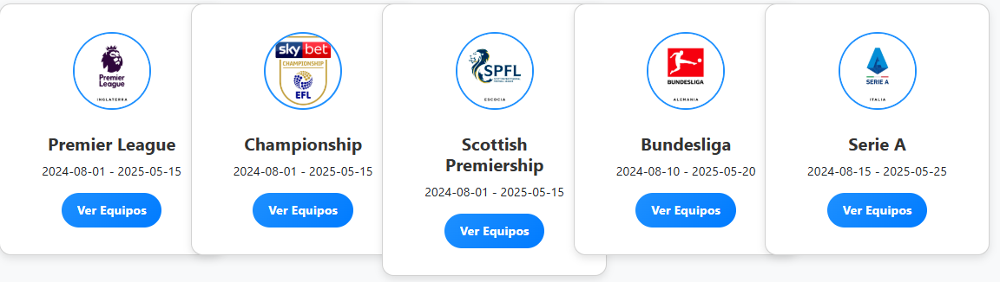 Premier
League
INGLATERRA
Premier League
2024-08-01 - 2025-05-15
Ver Equipos
sky bet
CHAMPIONSHIP
EFL
Championship
2024-08-01 - 2025-05-15
Ver Equipos
SPFL
ESCOCIA
Scottish
Premiership
2024-08-01 - 2025-05-15
Ver Equipos
BUNDESLIGA
ALEMANIA
Bundesliga
2024-08-10 - 2025-05-20
Ver Equipos
SERIE A
ITALIA
Serie A
2024-08-15 - 2025-05-25
Ver Equipos